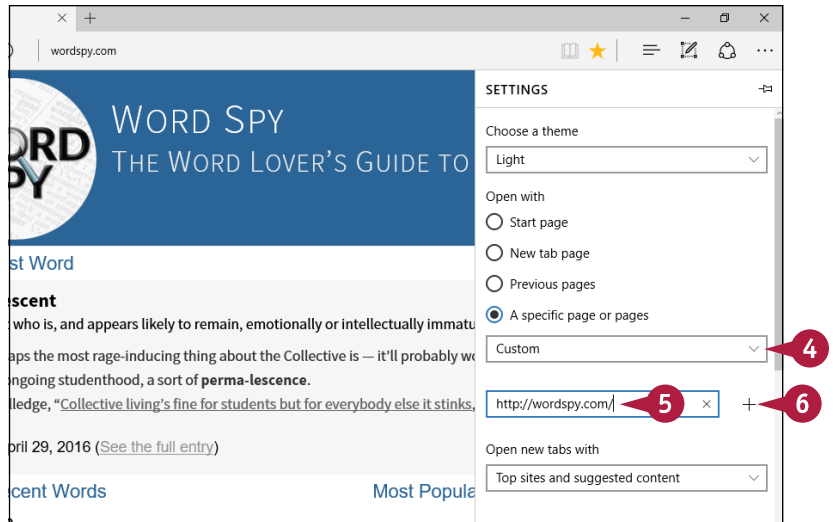 wordspy.com
ORD
PY
WORD SPY
THE WORD LOVER'S GUIDE TO
st Word
escent
who is, and appears likely to remain, emotionally or intellectually immatu
aps the most rage-inducing thing about the Collective is — it'll probably wo
ongoing studenthood, a sort of perma-lescence.
lledge, “Collective living's fine for students but for everybody else it stinks,
pril 29, 2016 (See the full entry)
cent Words
Most Popula
SETTINGS
Choose a theme
Light
Open with
Start page
New tab page
Previous pages
A specific page or pages
Custom
4
http://wordspy.com/
5
6
Open new tabs with
Top sites and suggested content